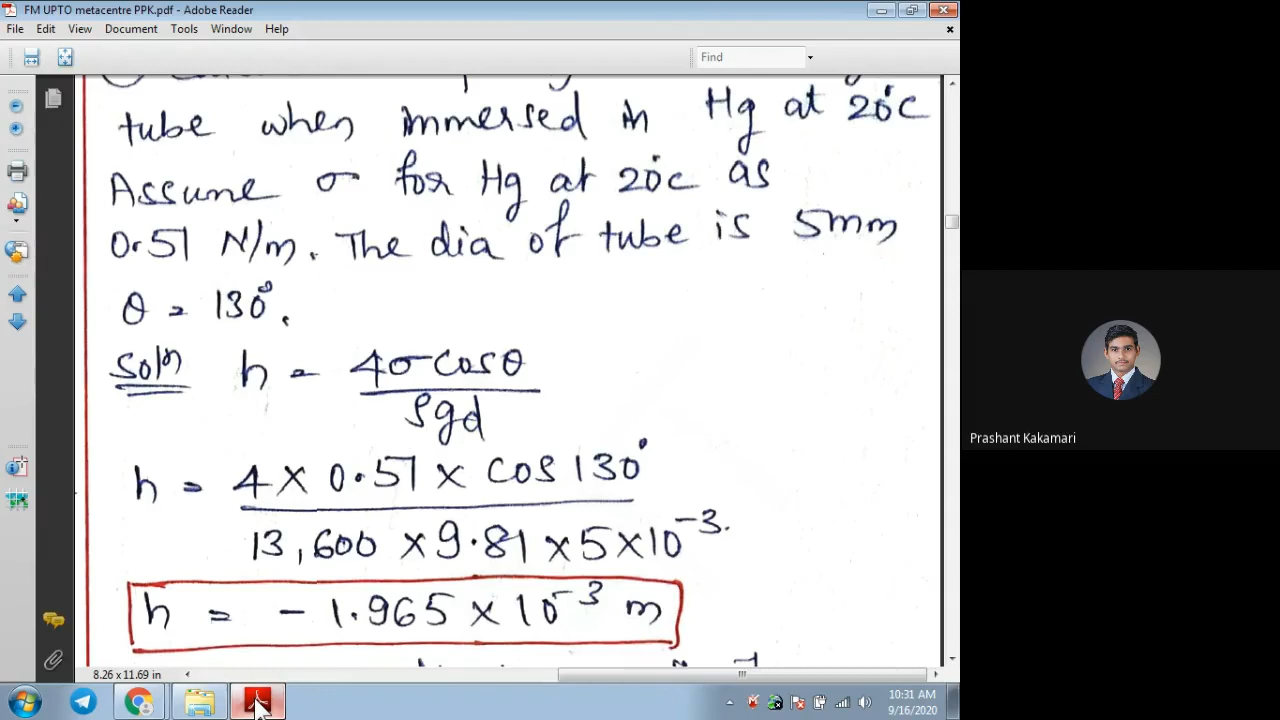 FM UPTO metacentre PPK.pdf - Adobe Reader
File Edit View Document Tools Window Help
Find
tube when immersed in Hg at 20°C
Assume σ for Hg at 20°C as
0.51 N/m. The dia of tube is 5mm
θ = 130°.
Soln h = 4σcosθ
ρgd
h = 4 × 0.51 × cos 130°
13,600 × 9.81 × 5 × 10⁻³.
h = - 1.965 × 10⁻³ m
Prashant Kakamari
8.26 x 11.69 in
10:31 AM
9/16/2020